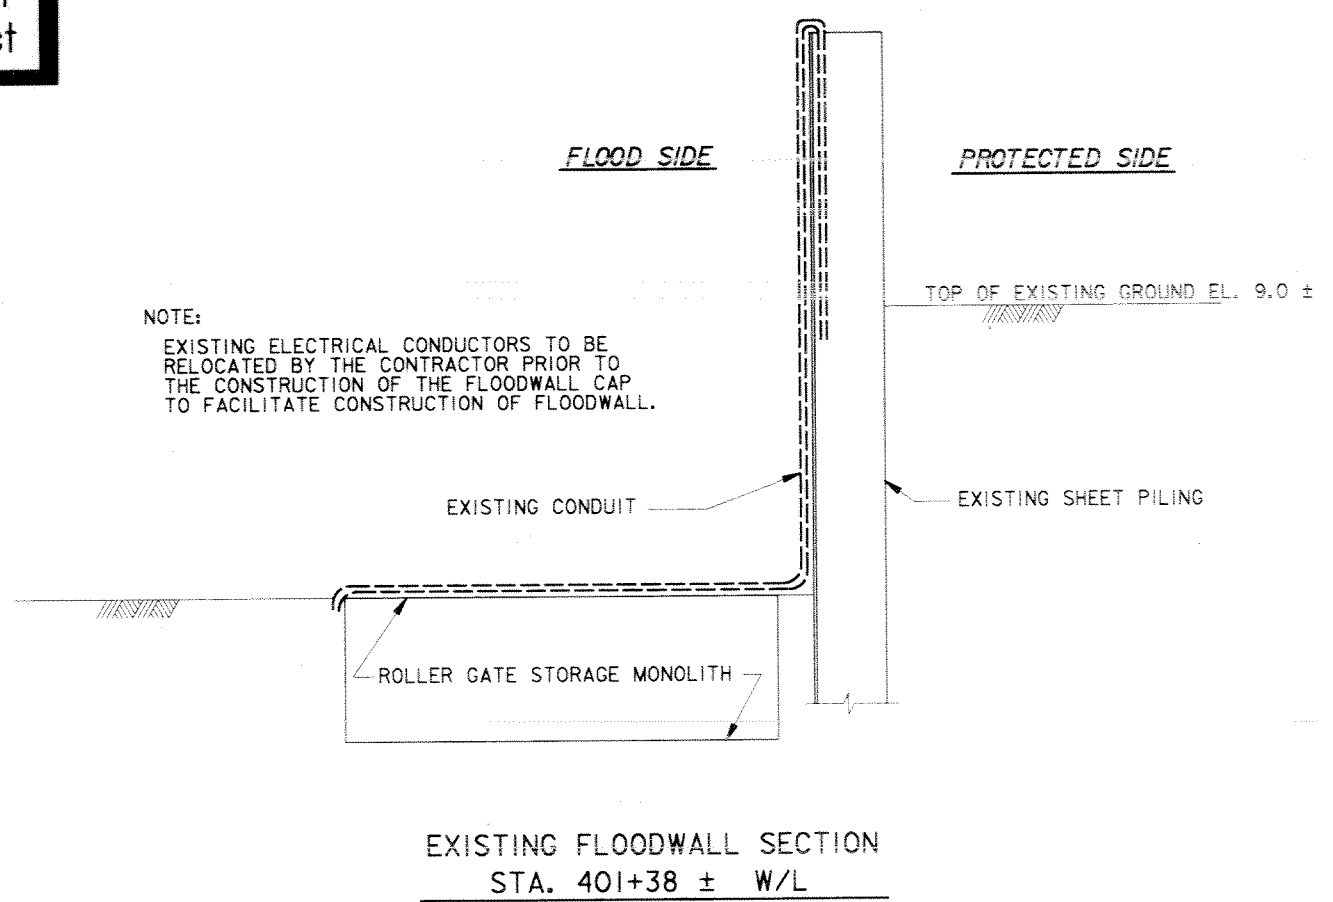 FLOOD SIDE
PROTECTED SIDE
TOP OF EXISTING GROUND EL. 9.0 ±
NOTE:
EXISTING ELECTRICAL CONDUCTORS TO BE
RELOCATED BY THE CONTRACTOR PRIOR TO
THE CONSTRUCTION OF THE FLOODWALL CAP
TO FACILITATE CONSTRUCTION OF FLOODWALL.
EXISTING CONDUIT
EXISTING SHEET PILING
ROLLER GATE STORAGE MONOLITH
EXISTING FLOODWALL SECTION
STA. 401+38 ± W/L